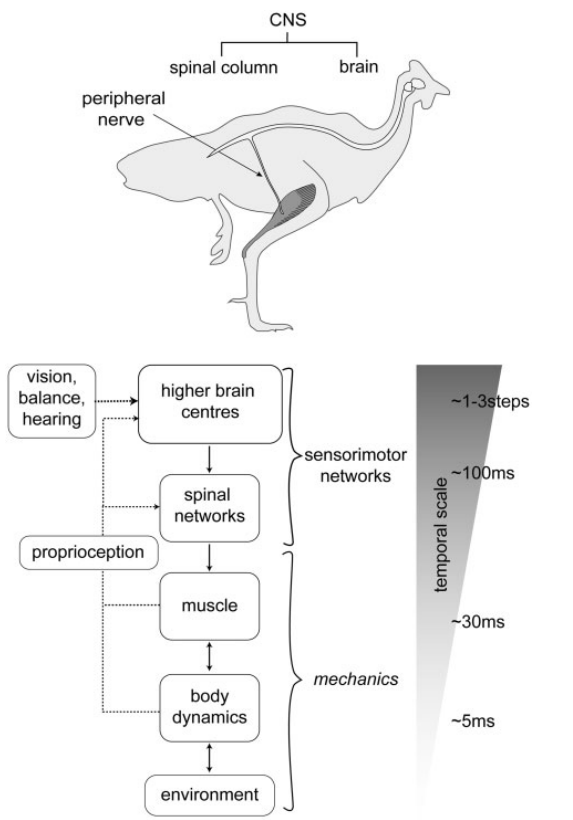 CNS
spinal column
brain
peripheral
nerve
vision,
balance,
hearing
higher brain
centres
~1-3steps
sensorimotor
networks
~100ms
spinal
networks
temporal scale
proprioception
muscle
~30ms
mechanics
body
dynamics
~5ms
environment